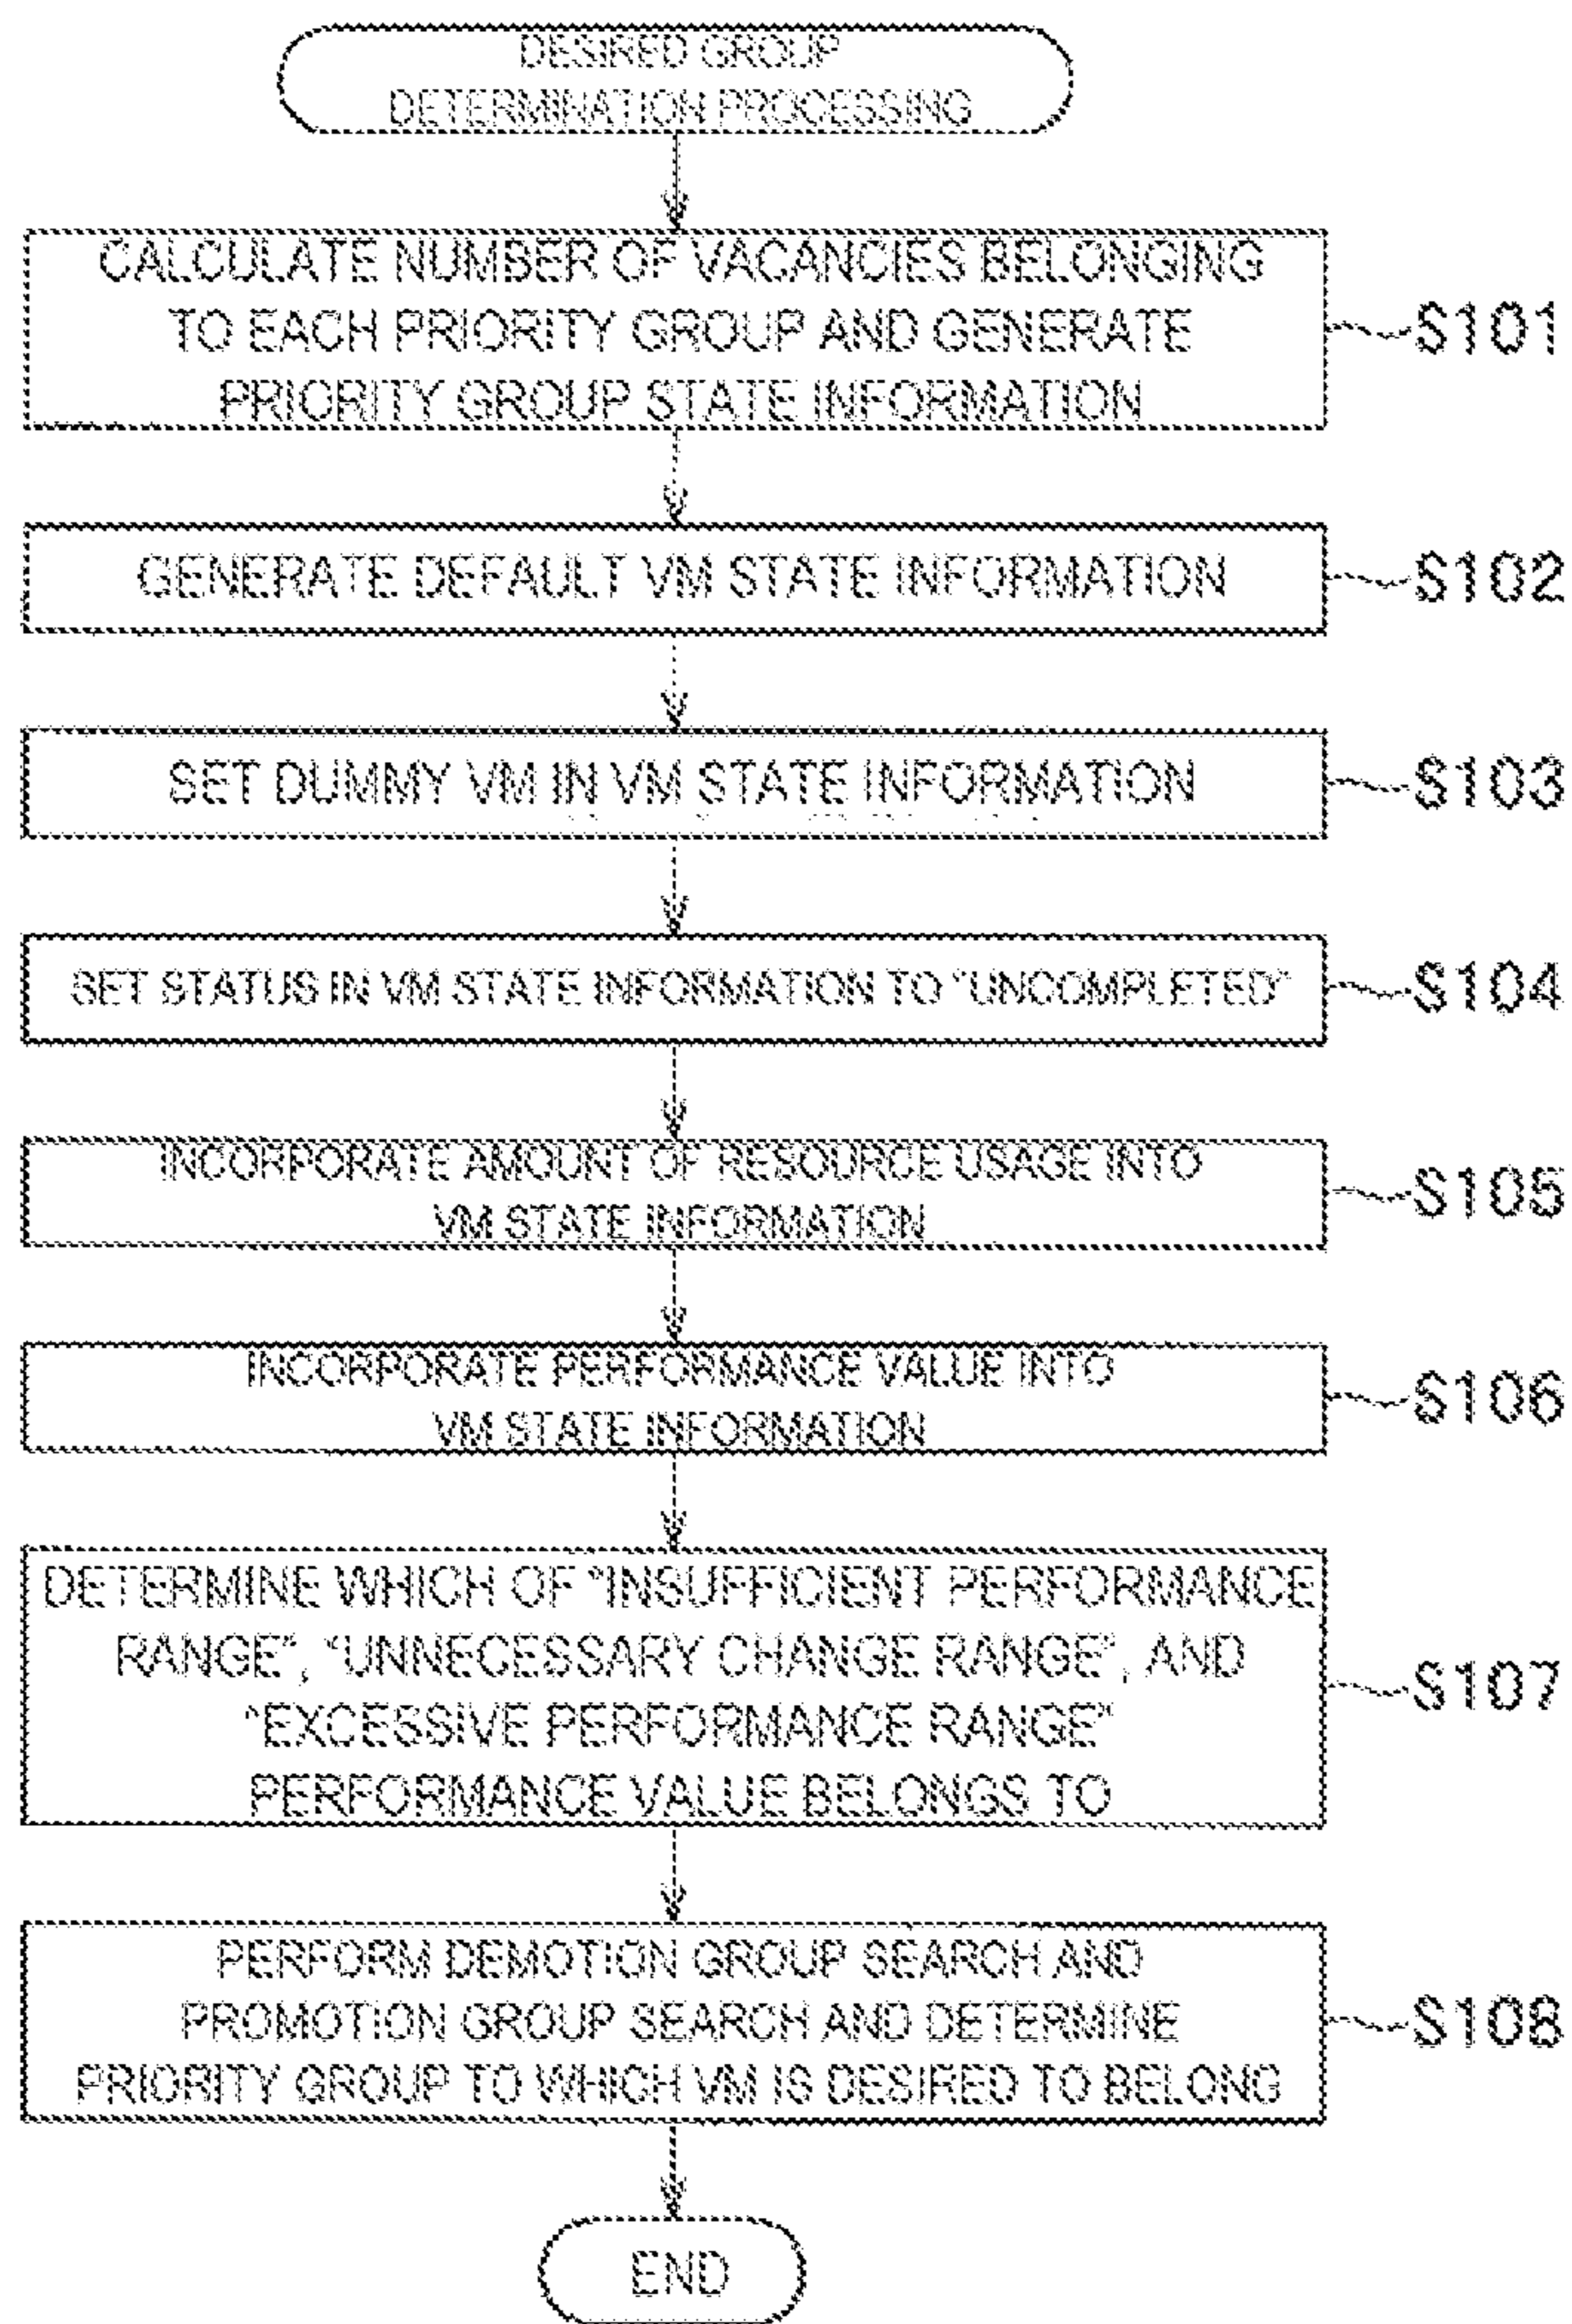 DESIRED GROUP
DETERMINATION PROCESSING
CALCULATE NUMBER OF VACANCIES BELONGING
TO EACH PRIORITY GROUP AND GENERATE
PRIORITY GROUP STATE INFORMATION
S101
GENERATE DEFAULT VM STATE INFORMATION
S102
SET DUMMY VM IN VM STATE INFORMATION
S103
SET STATUS IN VM STATE INFORMATION TO "UNCOMPLETED"
S104
INCORPORATE AMOUNT OF RESOURCE USAGE INTO
VM STATE INFORMATION
S105
INCORPORATE PERFORMANCE VALUE INTO
VM STATE INFORMATION
S106
DETERMINE WHICH OF "INSUFFICIENT PERFORMANCE
RANGE", "UNNECESSARY CHANGE RANGE", AND
"EXCESSIVE PERFORMANCE RANGE"
PERFORMANCE VALUE BELONGS TO
S107
PERFORM DEMOTION GROUP SEARCH AND
PROMOTION GROUP SEARCH AND DETERMINE
PRIORITY GROUP TO WHICH VM IS DESIRED TO BELONG
S108
END